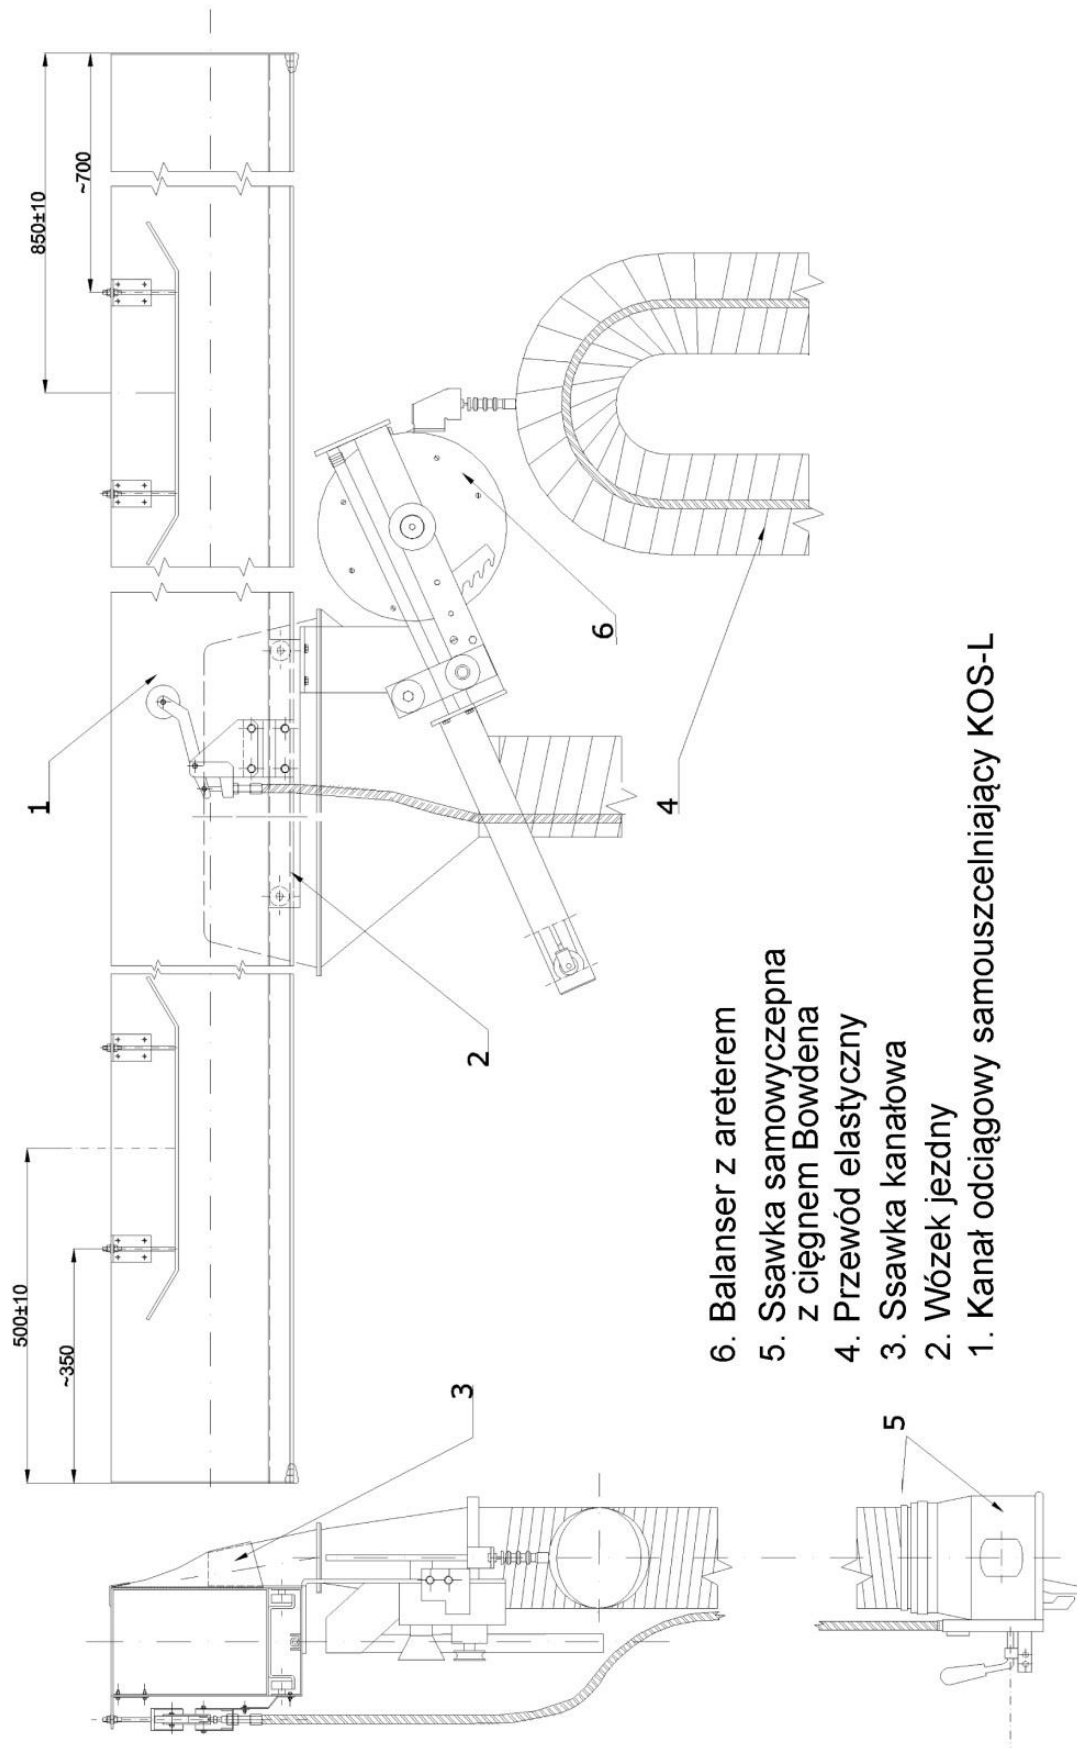 850±10
~700
500±10
~350
1
2
3
4
5
6
6. Balanser z areterem
5. Ssawka samowyczepna
z cięgnem Bowdena
4. Przewód elastyczny
3. Ssawka kanałowa
2. Wózek jezdny
1. Kanał odciągowy samouszcelniający KOS-L